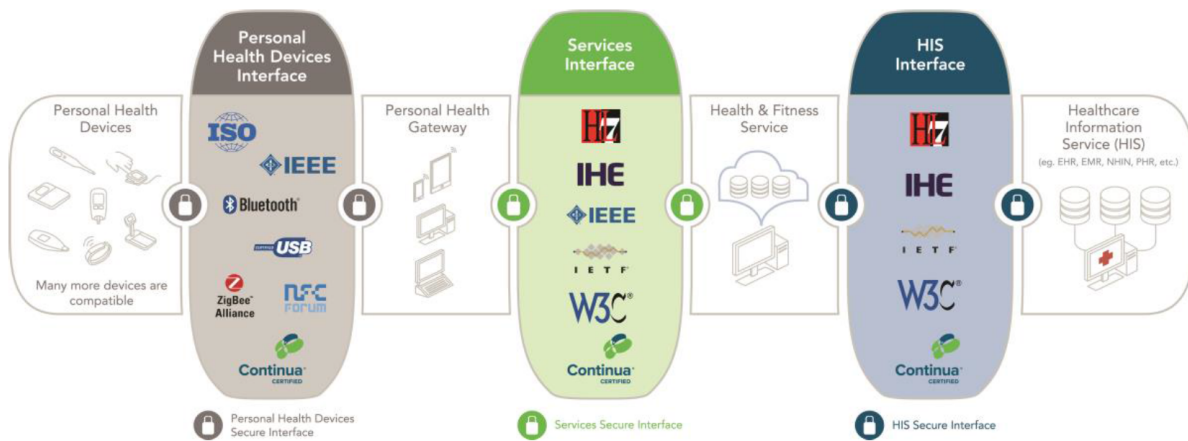 Personal Health
Devices
Many more devices are
compatible
Personal
Health Devices
Interface
ISO
IEEE
Bluetooth®
CERTIFIED USB
ZigBee™
Alliance
NFC
FORUM
Continua®
CERTIFIED
Personal Health
Gateway
Services
Interface
HL7
IHE
IEEE
I E T F®
W3C®
Continua®
CERTIFIED
Health & Fitness
Service
HIS
Interface
HL7
IHE
I E T F®
W3C®
Continua®
CERTIFIED
Healthcare
Information
Service (HIS)
(eg. EHR, EMR, NHIN, PHR, etc.)
Personal Health Devices
Secure Interface
Services Secure Interface
HIS Secure Interface